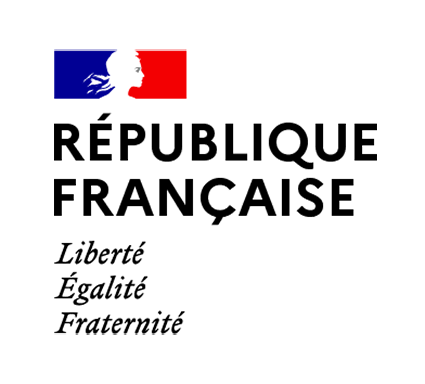 RÉPUBLIQUE
FRANÇAISE
Liberté
Égalité
Fraternité